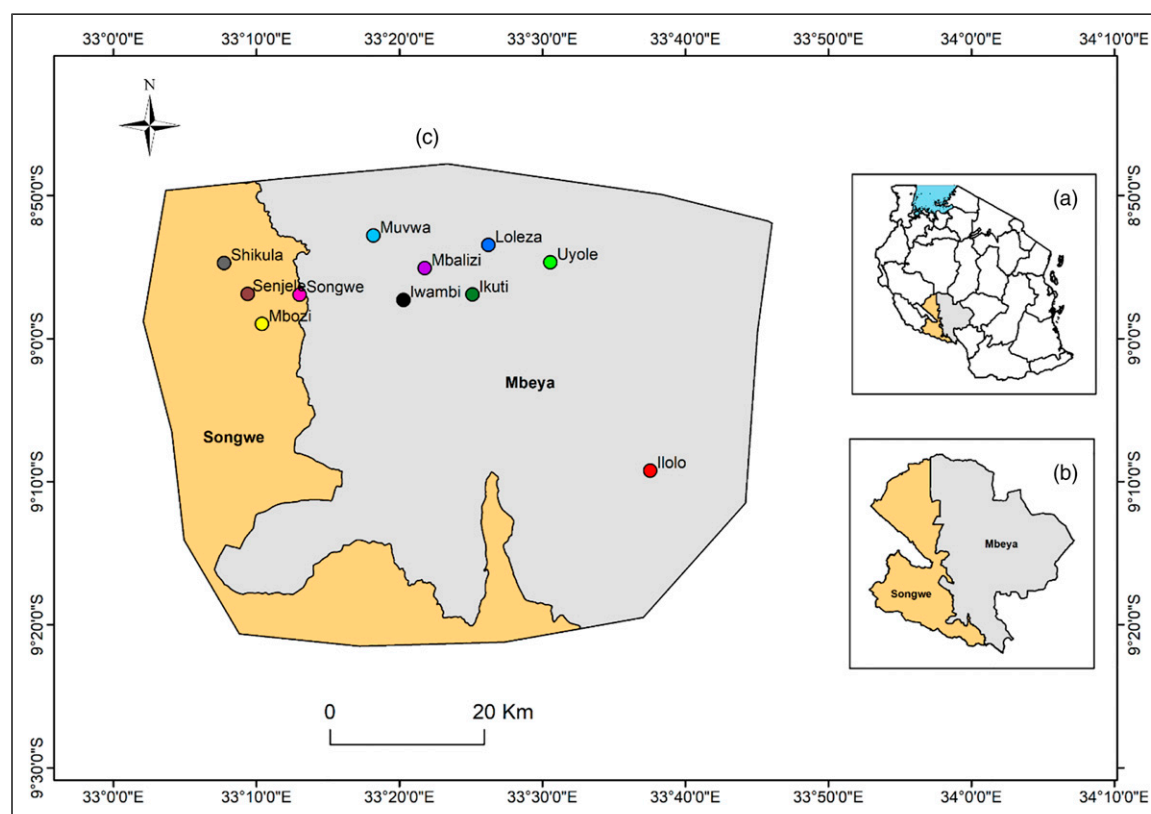 33°0'0"E 33°10'0"E 33°20'0"E 33°30'0"E 33°40'0"E 33°50'0"E 34°0'0"E 34°10'0"E
N
(c)
8°50'0"S
8°50'0"S
(a)
Muvwa
Loleza
Shikula
Mbalizi
Uyole
Senjele
Songwe
Iwambi
Ikuti
Mbozi
9°0'0"S
9°0'0"S
Mbeya
Songwe
Ilolo
9°10'0"S
9°10'0"S
(b)
Mbeya
Songwe
9°20'0"S
9°20'0"S
0 20 Km
9°30'0"S
9°30'0"S
33°0'0"E 33°10'0"E 33°20'0"E 33°30'0"E 33°40'0"E 33°50'0"E 34°0'0"E 34°10'0"E